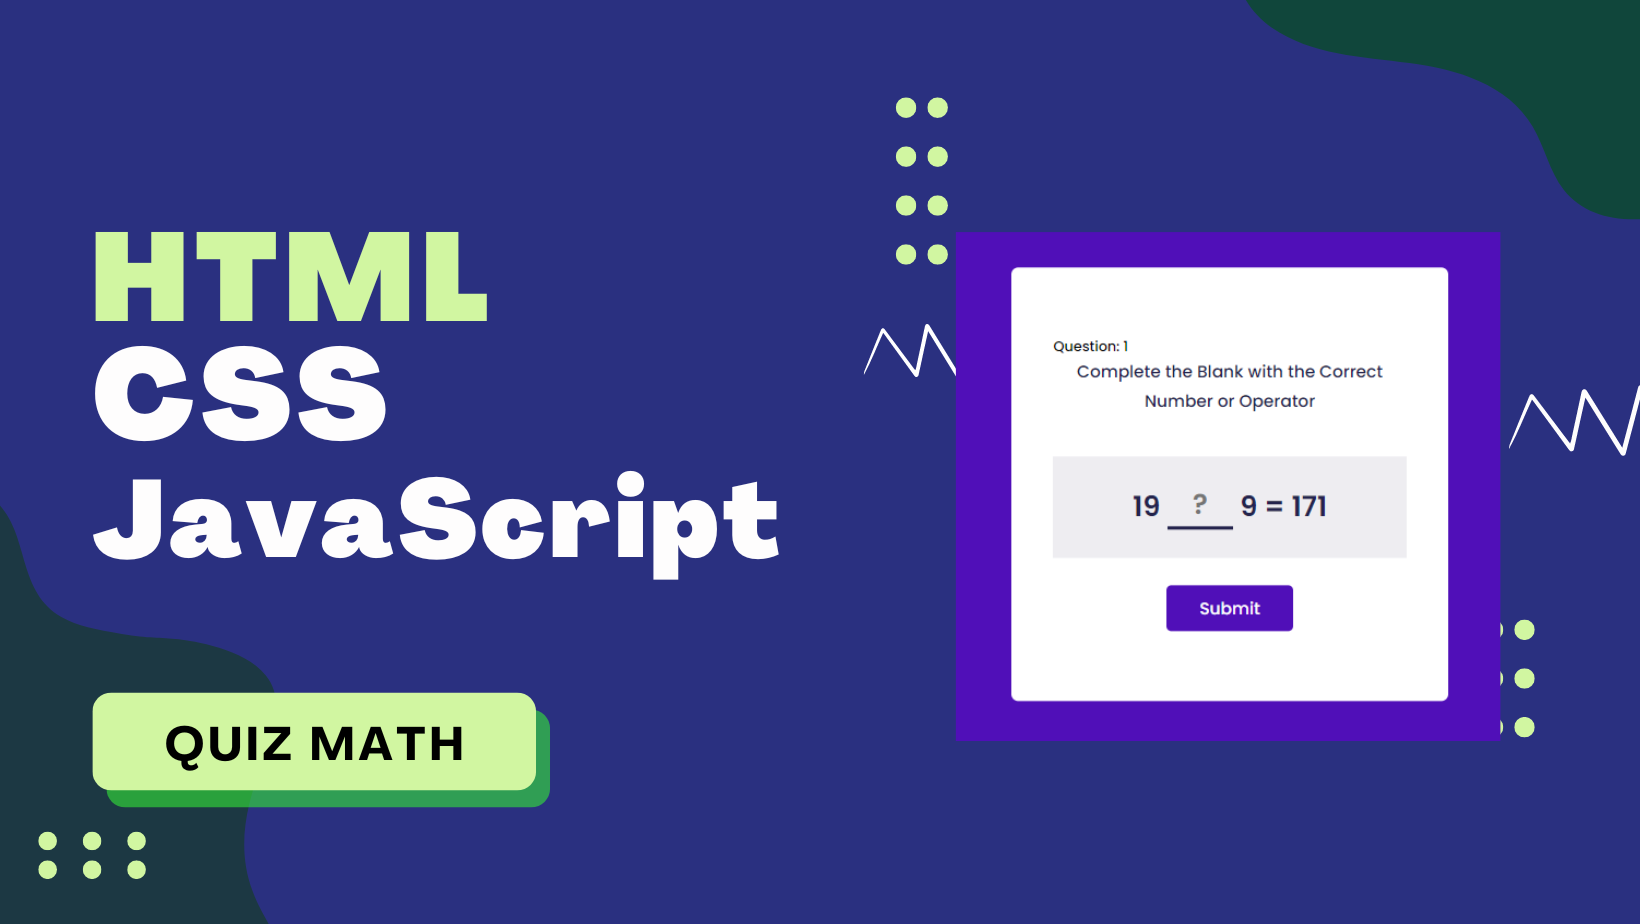 HTML
CSS
JavaScript
QUIZ MATH
Question: 1
Complete the Blank with the Correct
Number or Operator
19 ? 9 = 171
Submit